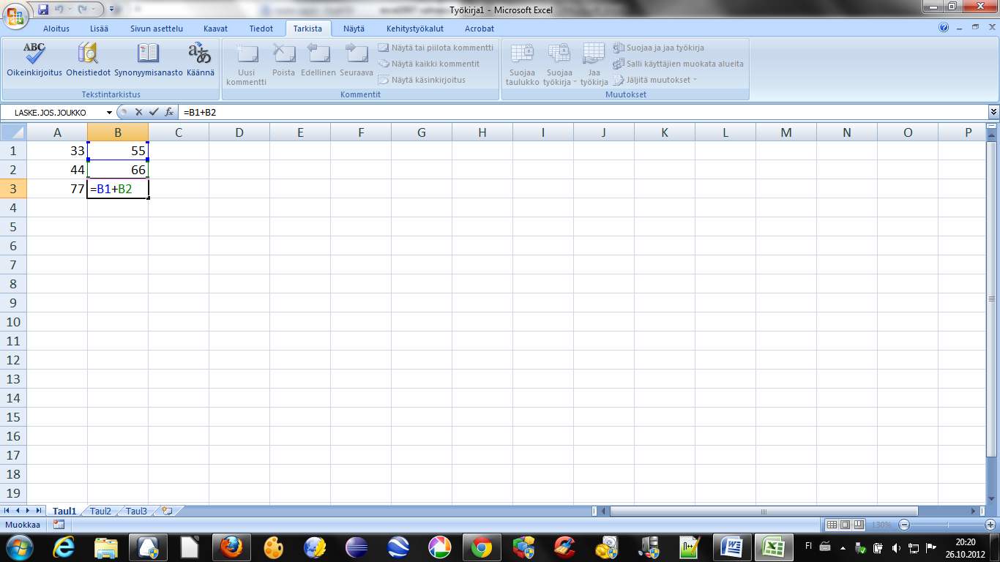 Työkirja1 - Microsoft Excel
Aloitus Lisää Sivun asettelu Kaavat Tiedot Tarkista Näytä Kehitystyökalut Acrobat
ABC
Oikeinkirjoitus Oheistiedot Synonyymisanasto Käännä
Tekstintarkistus
Uusi kommentti Poista Edellinen Seuraava
Näytä tai piilota kommentti
Näytä kaikki kommentit
Näytä käsinkirjoitus
Kommentit
Suojaa taulukko Suojaa työkirja Jaa työkirja
Suojaa ja jaa työkirja
Salli käyttäjien muokata alueita
Jäljitä muutokset
Muutokset
LASKE.JOS.JOUKKO fx =B1+B2
A B C D E F G H I J K L M N O P
1 33 55
2 44 66
3 77 =B1+B2
4
5
6
7
8
9
10
11
12
13
14
15
16
17
18
19
Taul1 Taul2 Taul3
Muokkaa 130%
FI 20:20
26.10.2012